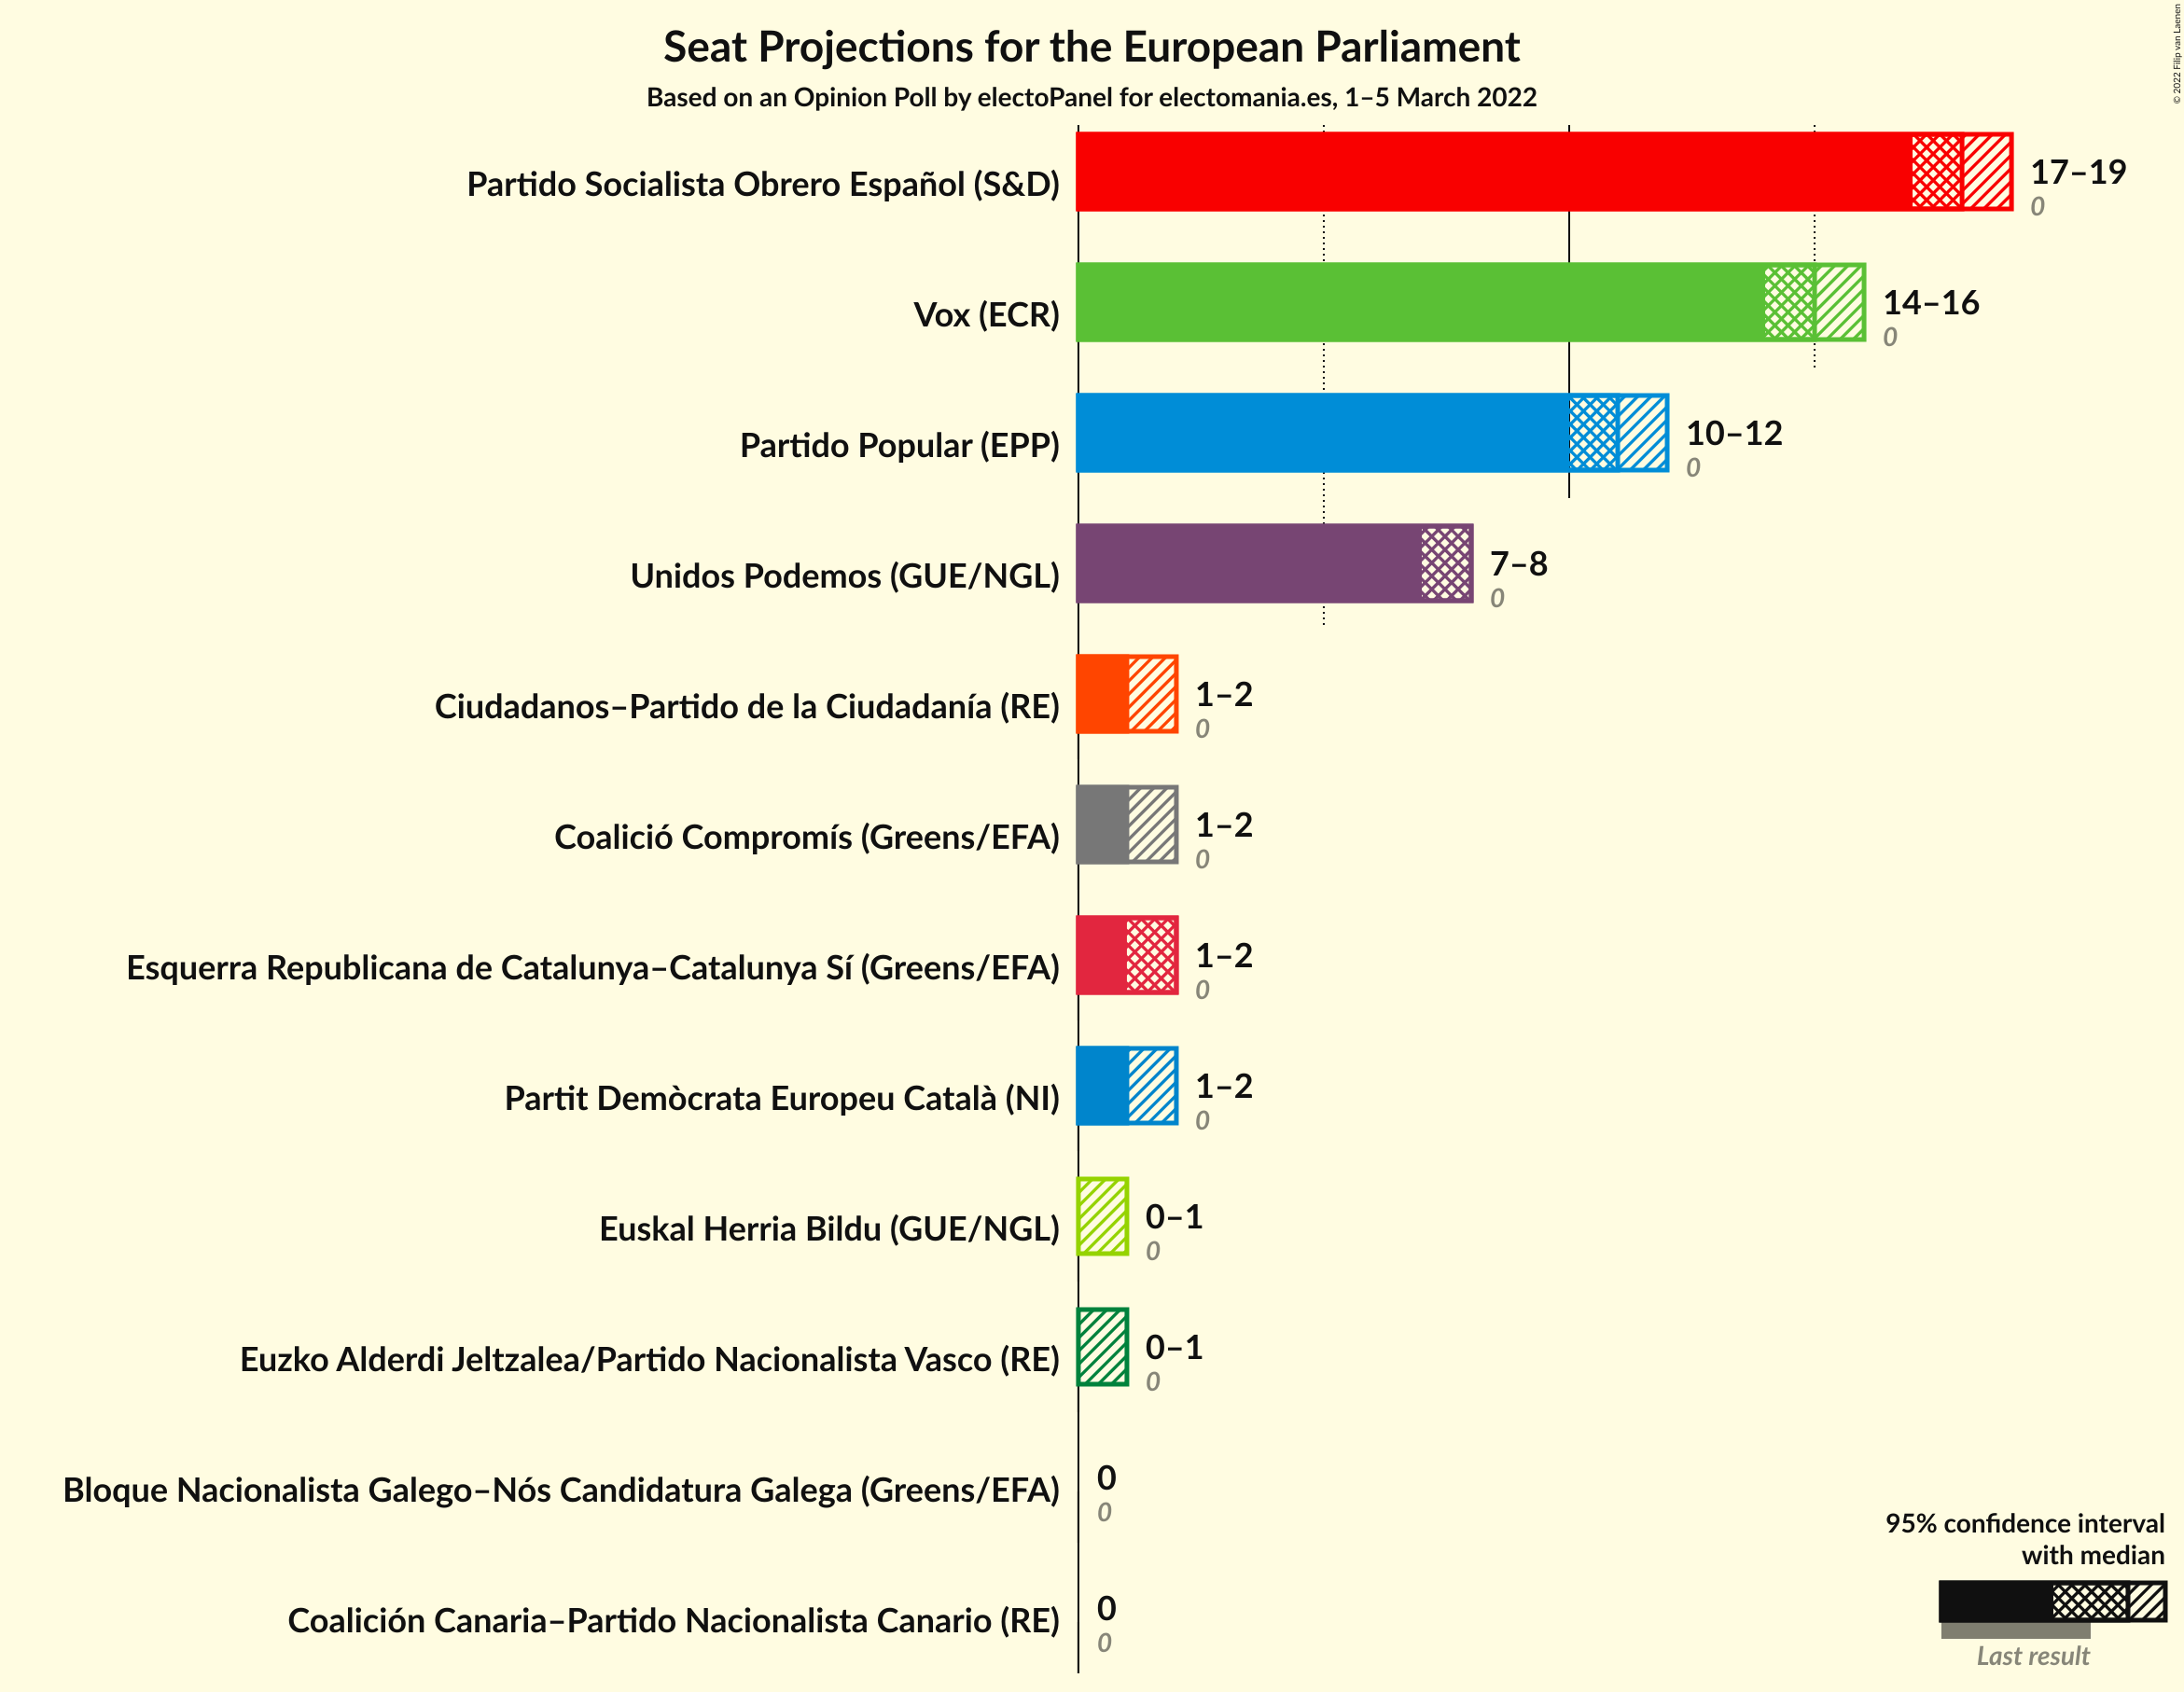 Seat Projections for the European Parliament
Based on an Opinion Poll by electoPanel for electomania.es, 1–5 March 2022
© 2022 Filip van Laenen
Partido Socialista Obrero Español (S&D)
17–19
0
Vox (ECR)
14–16
0
Partido Popular (EPP)
10–12
0
Unidos Podemos (GUE/NGL)
7–8
0
Ciudadanos–Partido de la Ciudadanía (RE)
1–2
0
Coalició Compromís (Greens/EFA)
1–2
0
Esquerra Republicana de Catalunya–Catalunya Sí (Greens/EFA)
1–2
0
Partit Demòcrata Europeu Català (NI)
1–2
0
Euskal Herria Bildu (GUE/NGL)
0–1
0
Euzko Alderdi Jeltzalea/Partido Nacionalista Vasco (RE)
0–1
0
Bloque Nacionalista Galego–Nós Candidatura Galega (Greens/EFA)
0
0
Coalición Canaria–Partido Nacionalista Canario (RE)
0
0
95% confidence interval
with median
Last result